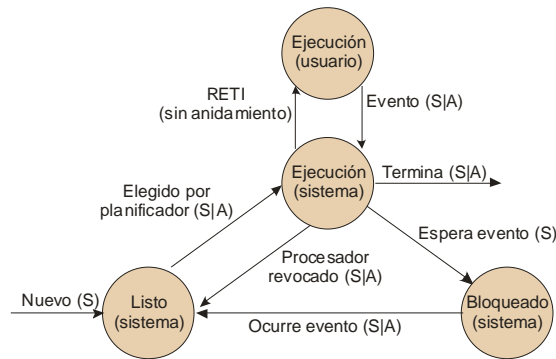 Ejecución
(usuario)
RETI
(sin anidamiento)
Evento (S|A)
Ejecución
(sistema)
Termina (S|A)
Elegido por
planificador (S|A)
Espera evento (S)
Procesador
revocado (S|A)
Nuevo (S)
Listo
(sistema)
Bloqueado
(sistema)
Ocurre evento (S|A)